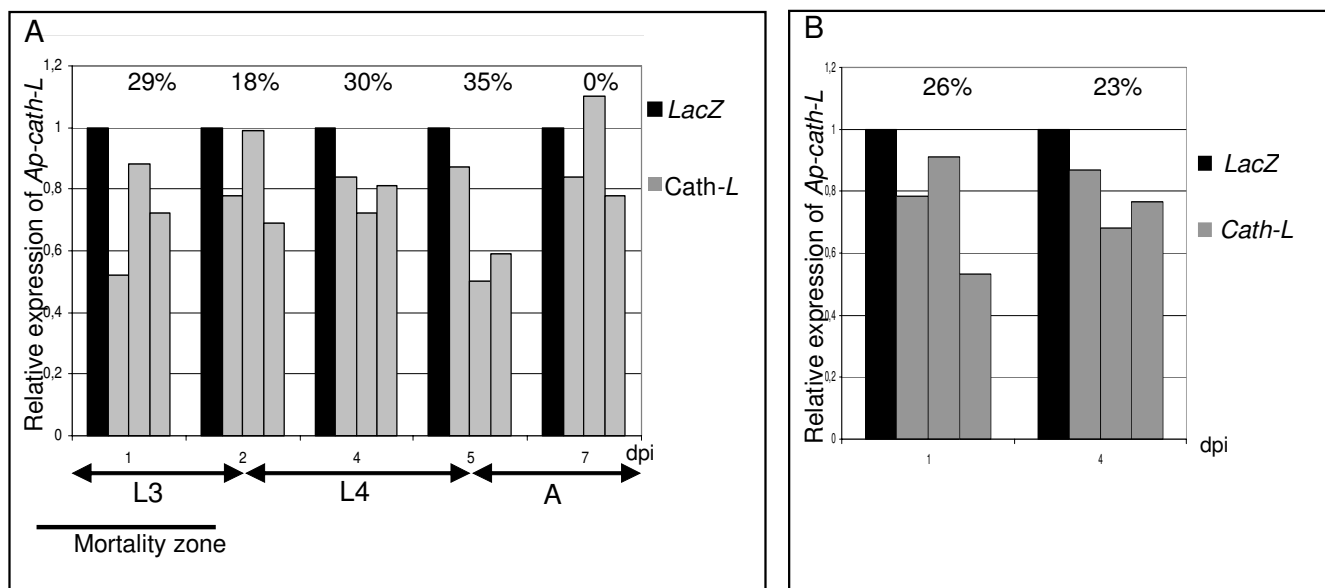 A
Relative expression of Ap-cath-L
1,2
1
0,8
0,6
0,4
0,2
0
29% 18% 30% 35% 0%
LacZ
Cath-L
1 2 4 5 7 dpi
L3 L4 A
Mortality zone
B
Relative expression of Ap-cath-L
1,2
1
0,8
0,6
0,4
0,2
0
26% 23%
LacZ
Cath-L
1 4 dpi